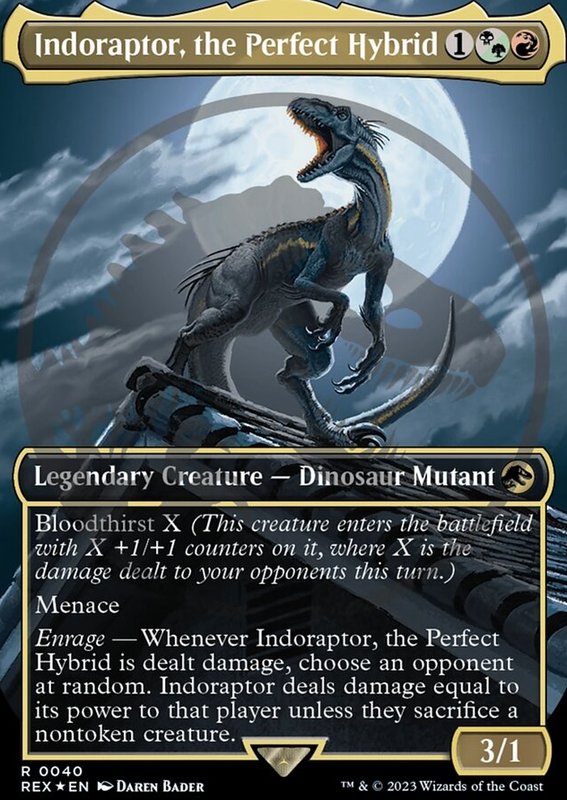 Indoraptor, the Perfect Hybrid 1
Legendary Creature — Dinosaur Mutant
Bloodthirst X (This creature enters the battlefield
with X +1/+1 counters on it, where X is the
damage dealt to your opponents this turn.)
Menace
Enrage — Whenever Indoraptor, the Perfect
Hybrid is dealt damage, choose an opponent
at random. Indoraptor deals damage equal to
its power to that player unless they sacrifice a
nontoken creature.
3/1
R 0040
REX★EN Daren Bader
™ & © 2023 Wizards of the Coast